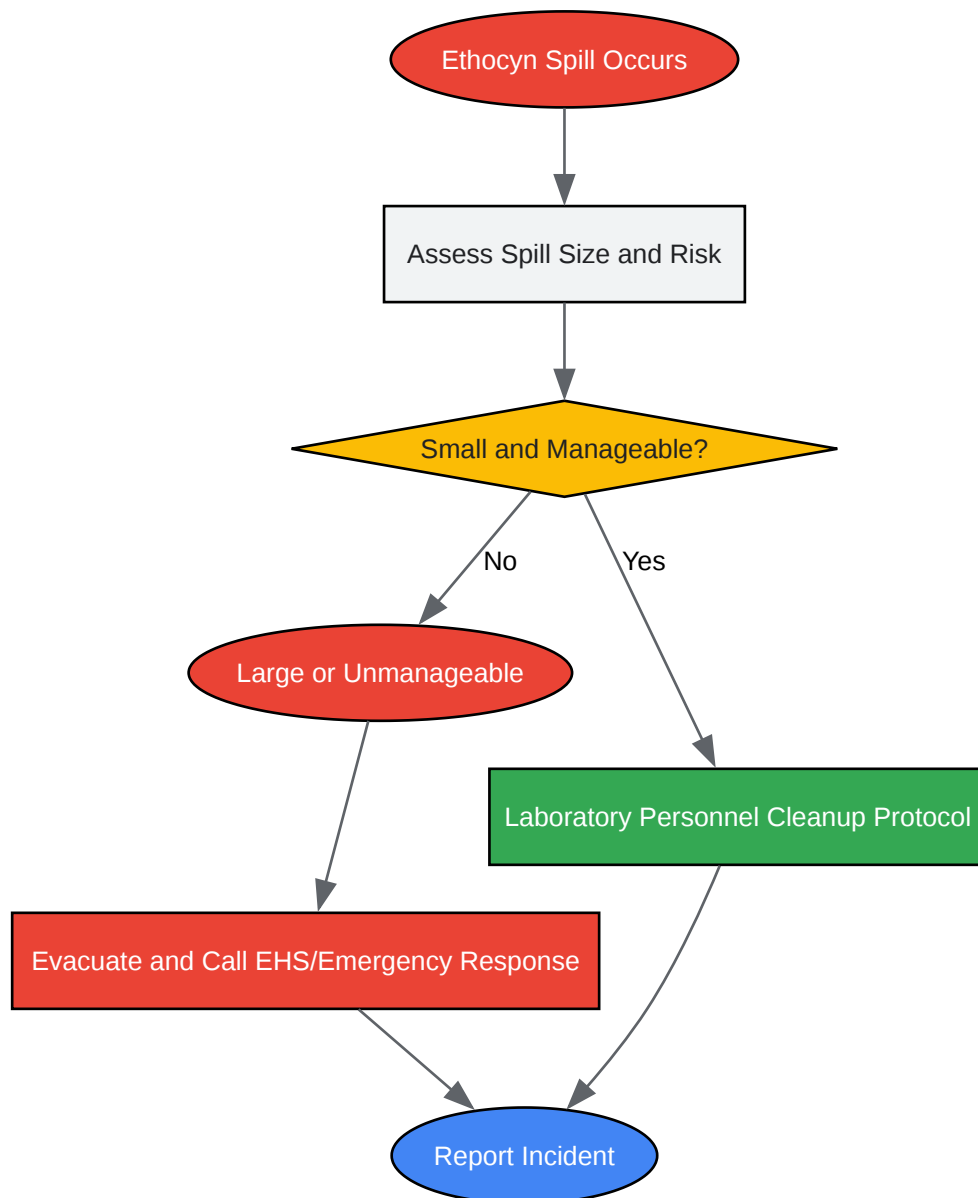 Ethocyn Spill Occurs
Assess Spill Size and Risk
Small and Manageable?
No
Yes
Large or Unmanageable
Laboratory Personnel Cleanup Protocol
Evacuate and Call EHS/Emergency Response
Report Incident